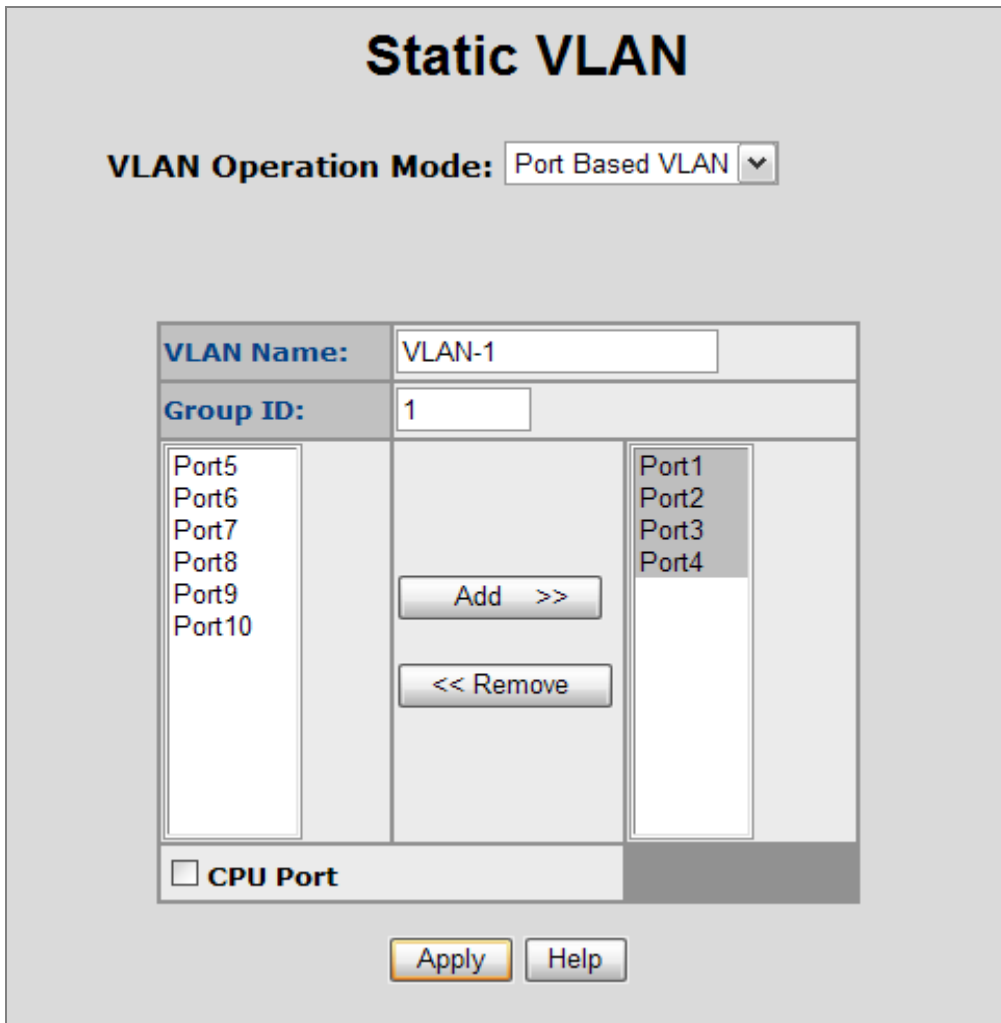 Static VLAN
VLAN Operation Mode: Port Based VLAN
VLAN Name: VLAN-1
Group ID: 1
Port5
Port6
Port7
Port8
Port9
Port10
Add >>
<< Remove
Port1
Port2
Port3
Port4
CPU Port
Apply Help